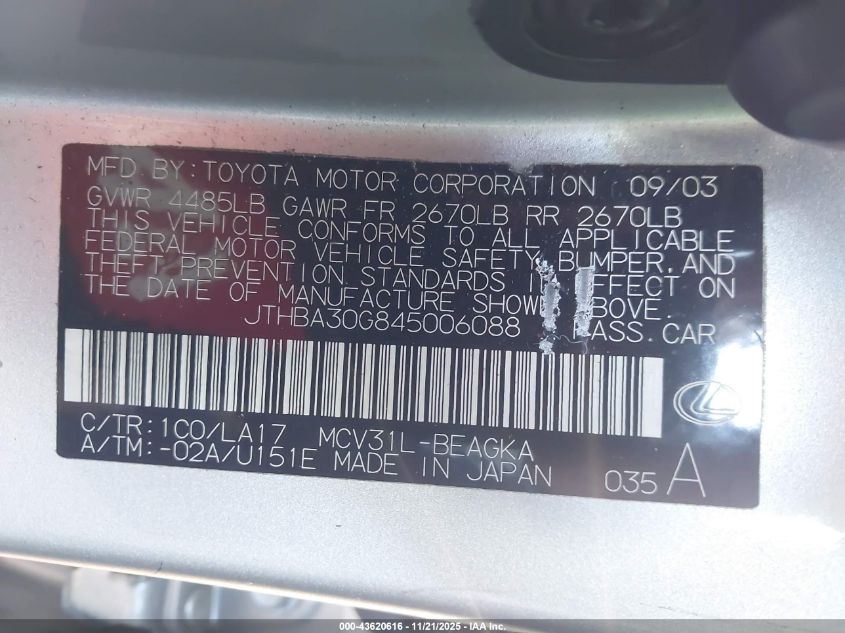 MFD BY: TOYOTA MOTOR CORPORATION 09/03
GVWR 4485LB GAWR FR 2670LB RR 2670LB
THIS VEHICLE CONFORMS TO ALL APPLICABLE
FEDERAL MOTOR VEHICLE SAFETY, BUMPER, AND
THEFT PREVENTION STANDARDS IN EFFECT ON
THE DATE OF MANUFACTURE SHOWN ABOVE.
JTHBA30G845006088 PASS.CAR
C/TR:1C0/LA17 MCV31L-BEAGKA
A/TM:-02A/U151E MADE IN JAPAN
035 A
000-43620616 - 11/21/2025 - WWW.IAAI.COM